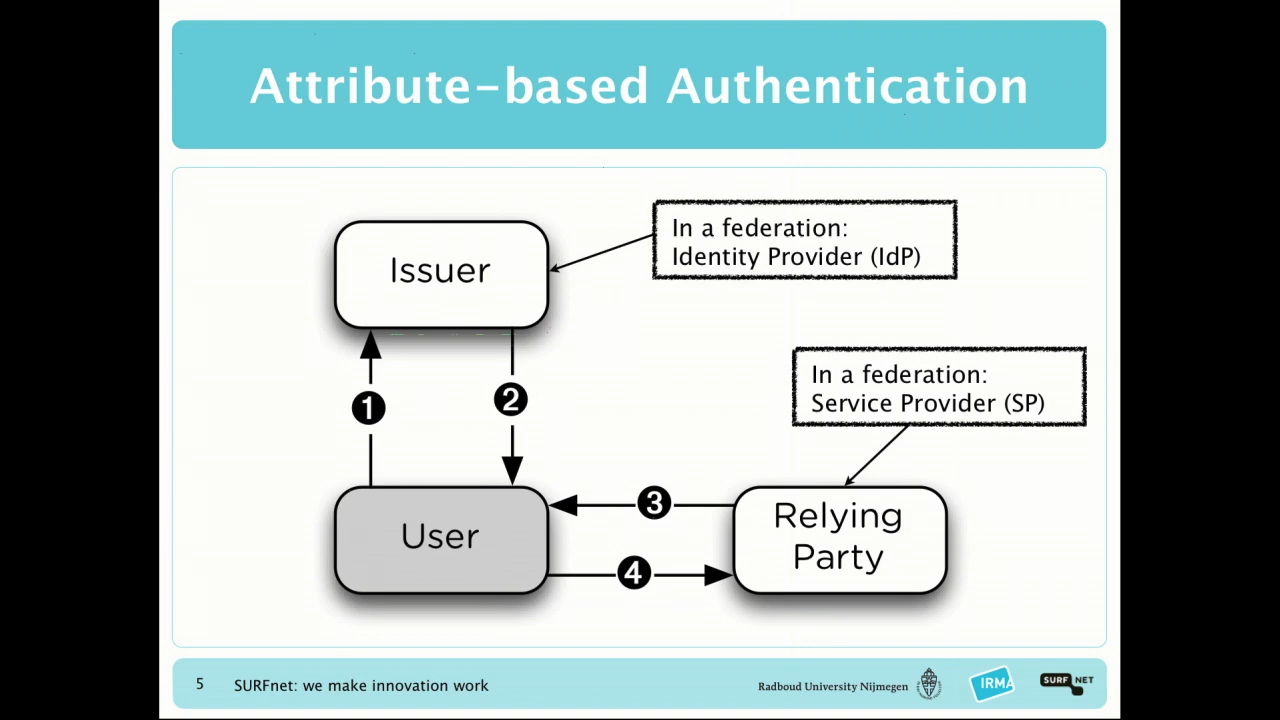 Attribute-based Authentication
In a federation:
Identity Provider (IdP)
Issuer
In a federation:
Service Provider (SP)
1
2
3
User
Relying
Party
4
5
SURFnet: we make innovation work
Radboud University Nijmegen
IRMA
SURF NET